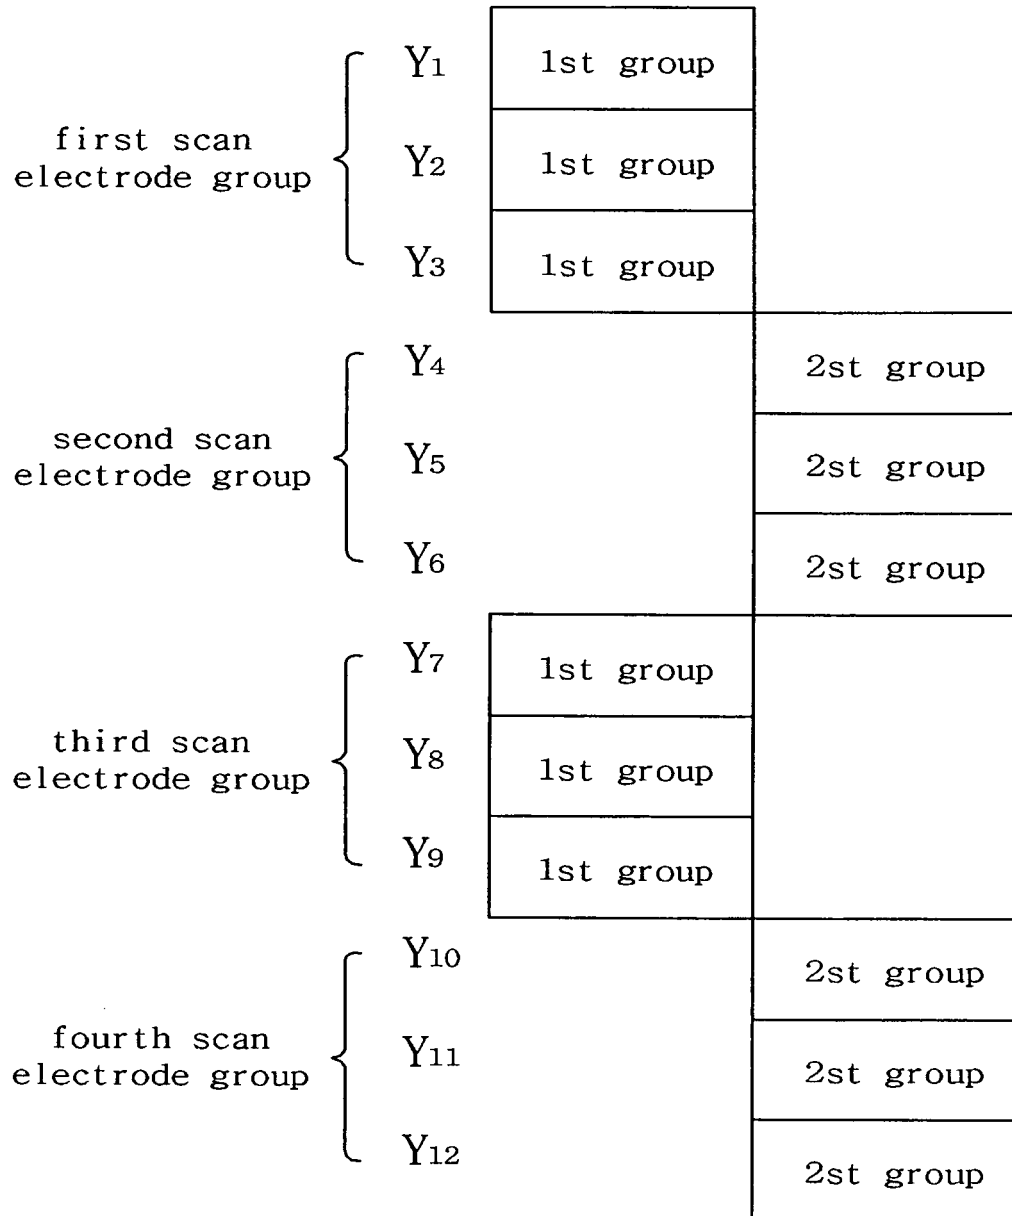 Y1 1st group
first scan
electrode group
Y2 1st group
Y3 1st group
Y4 2st group
second scan
electrode group
Y5 2st group
Y6 2st group
Y7 1st group
third scan
electrode group
Y8 1st group
Y9 1st group
Y10 2st group
fourth scan
electrode group
Y11 2st group
Y12 2st group